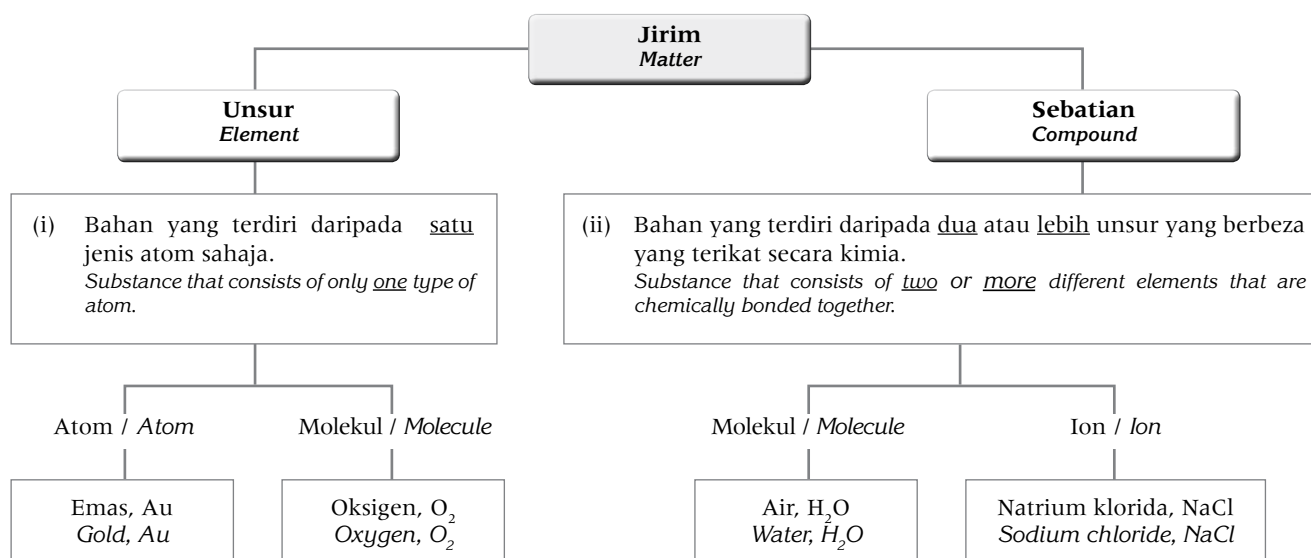 Jirim
Matter
Unsur
Element
Sebatian
Compound
(i) Bahan yang terdiri daripada satu
jenis atom sahaja.
Substance that consists of only one type of
atom.
(ii) Bahan yang terdiri daripada dua atau lebih unsur yang berbeza
yang terikat secara kimia.
Substance that consists of two or more different elements that are
chemically bonded together.
Atom / Atom
Molekul / Molecule
Molekul / Molecule
Ion / Ion
Emas, Au
Gold, Au
Oksigen, O₂
Oxygen, O₂
Air, H₂O
Water, H₂O
Natrium klorida, NaCl
Sodium chloride, NaCl